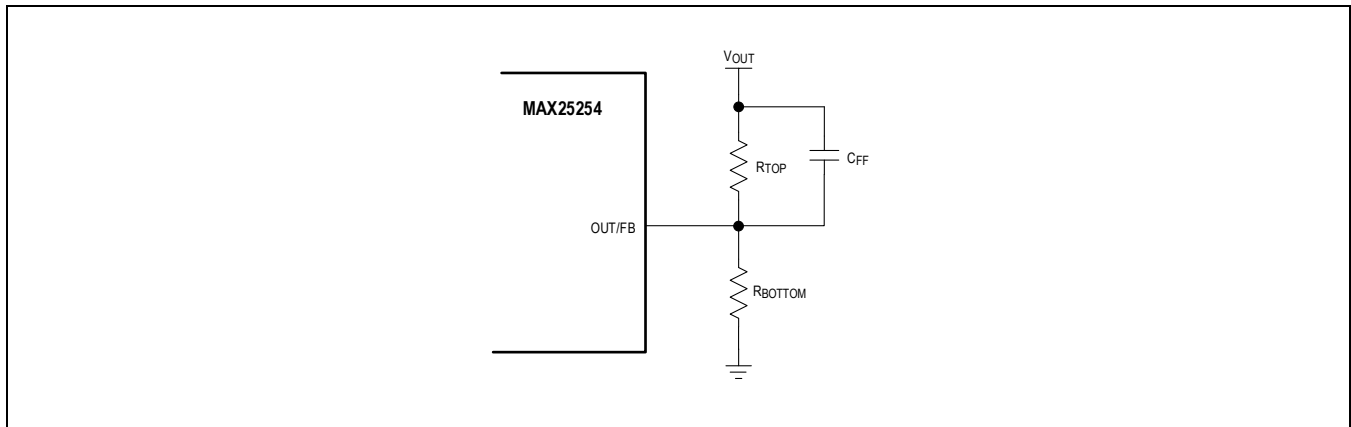 VOUT
MAX25254
RTOP
CFF
OUT/FB
RBOTTOM